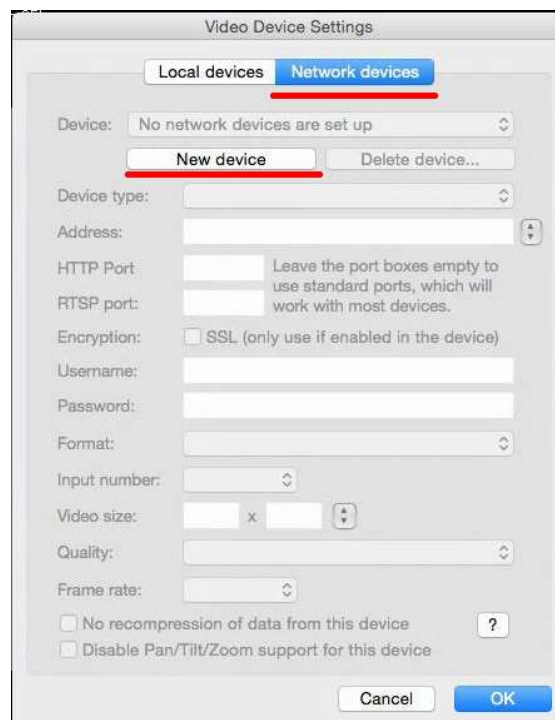 Video Device Settings
Local devices Network devices
Device: No network devices are set up
New device Delete device...
Device type:
Address:
HTTP Port
Leave the port boxes empty to
use standard ports, which will
RTSP port:
work with most devices.
Encryption: SSL (only use if enabled in the device)
Username:
Password:
Format:
Input number:
Video size: x
Quality:
Frame rate:
No recompression of data from this device ?
Disable Pan/Tilt/Zoom support for this device
Cancel OK